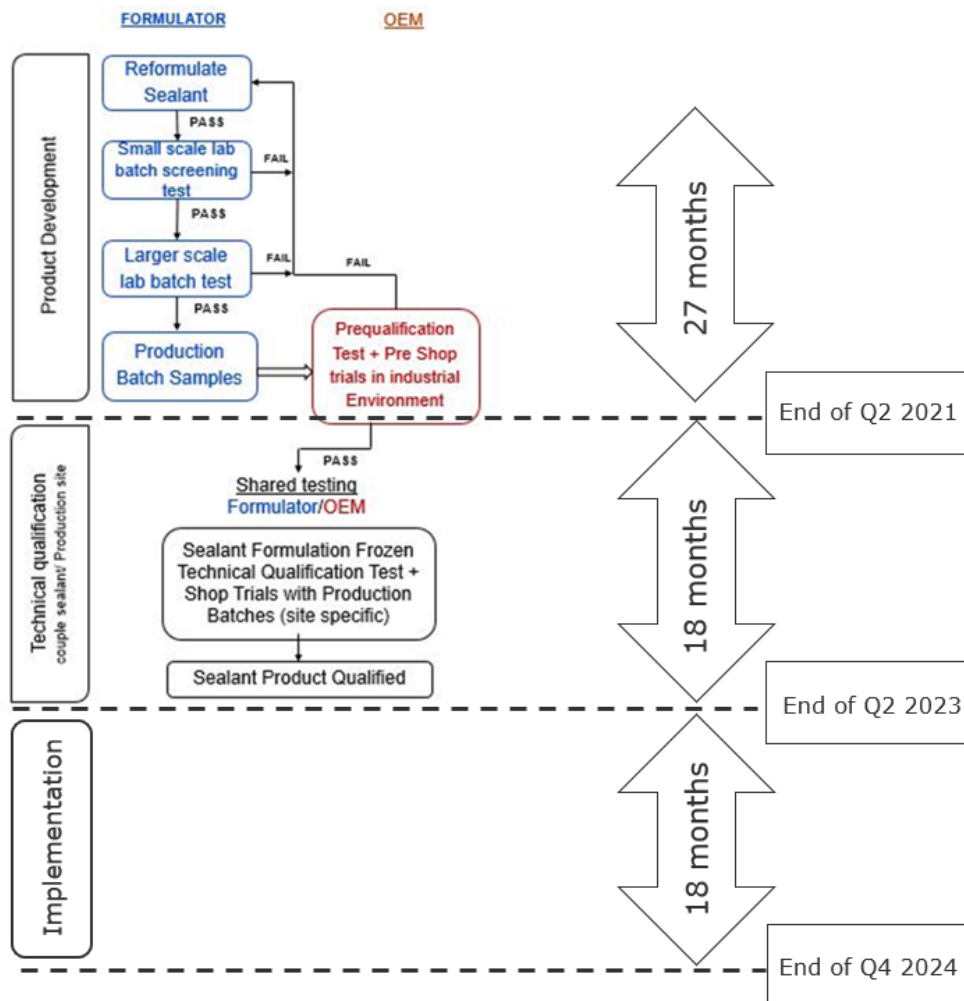 FORMULATOR
OEM
Product Development
Reformulate
Sealant
PASS
Small scale lab
batch screening
test
FAIL
PASS
Larger scale
lab batch test
FAIL
FAIL
PASS
Production
Batch Samples
Prequalification
Test + Pre Shop
trials in industrial
Environment
27 months
End of Q2 2021
Technical qualification
couple sealant/ Production site
PASS
Shared testing
Formulator/OEM
Sealant Formulation Frozen
Technical Qualification Test +
Shop Trials with Production
Batches (site specific)
Sealant Product Qualified
18 months
End of Q2 2023
Implementation
18 months
End of Q4 2024